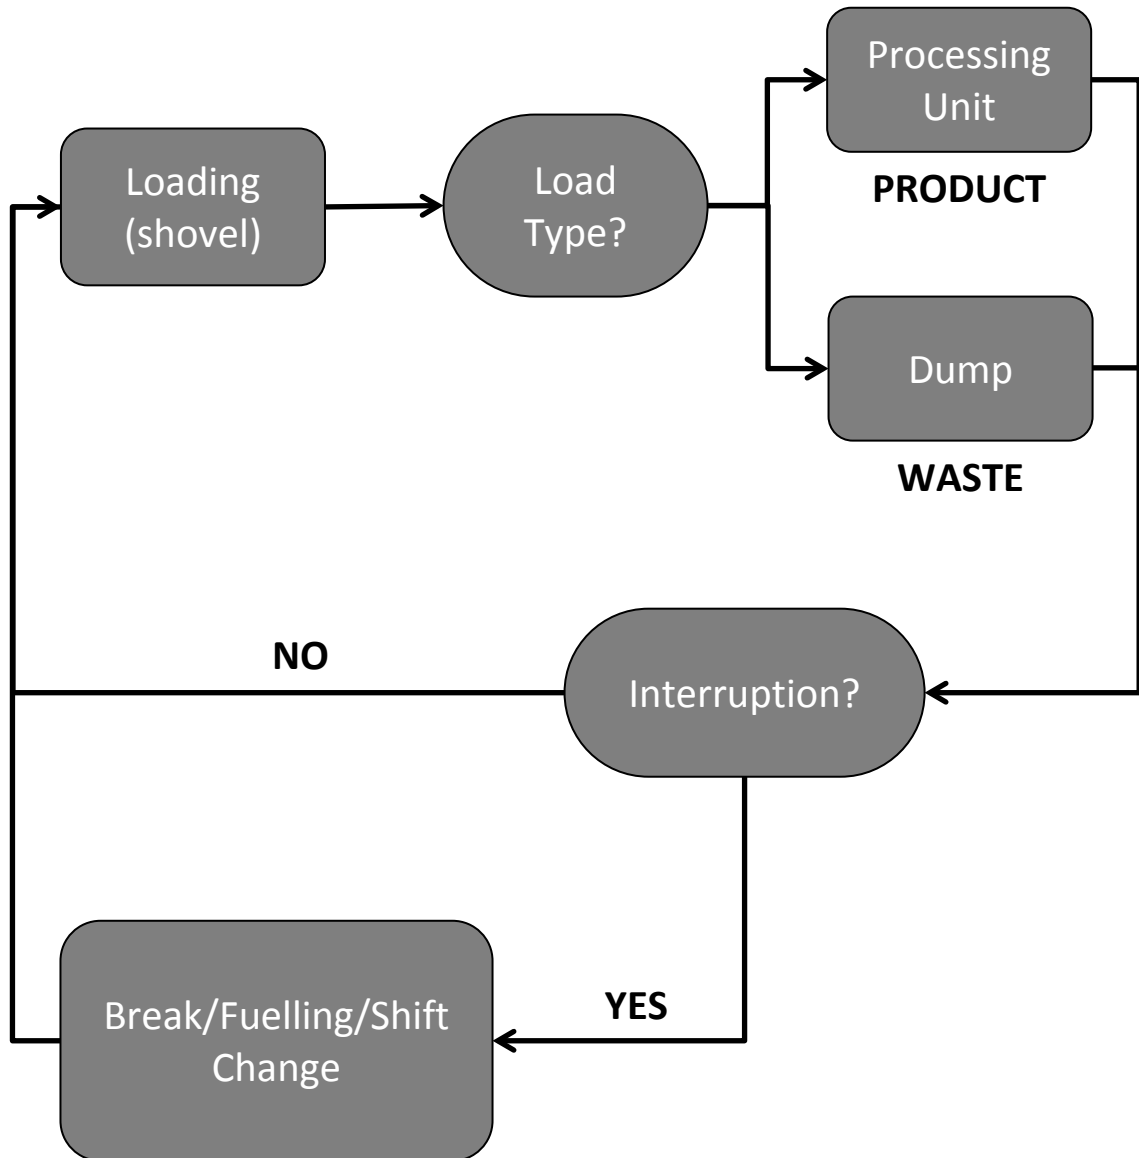 Processing
Unit
PRODUCT
Loading
(shovel)
Load
Type?
Dump
WASTE
NO
Interruption?
YES
Break/Fuelling/Shift
Change